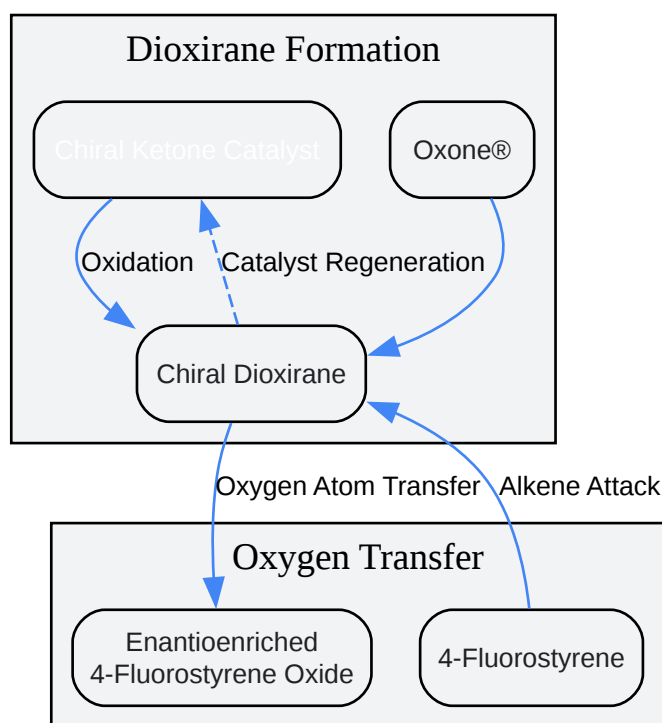 Dioxirane Formation
Chiral Ketone Catalyst
Oxone®
Oxidation
Catalyst Regeneration
Chiral Dioxirane
Oxygen Atom Transfer
Alkene Attack
Oxygen Transfer
Enantioenriched
4-Fluorostyrene Oxide
4-Fluorostyrene